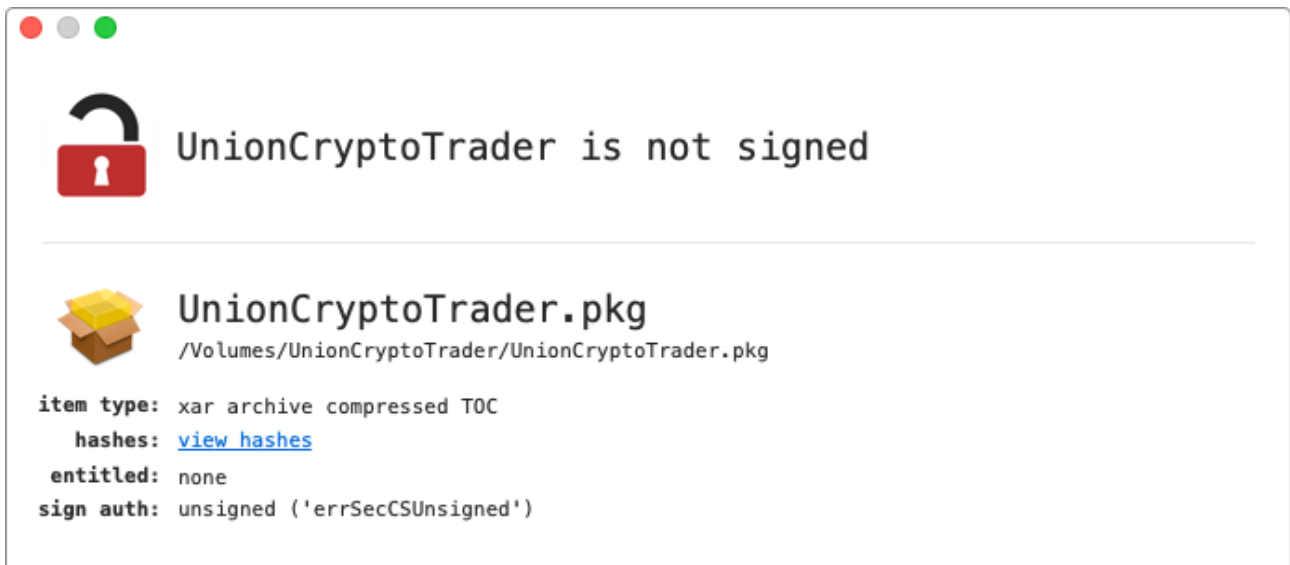 UnionCryptoTrader is not signed
UnionCryptoTrader.pkg
/Volumes/UnionCryptoTrader/UnionCryptoTrader.pkg
item type: xar archive compressed TOC
hashes: view hashes
entitled: none
sign auth: unsigned ('errSecCSUnsigned')